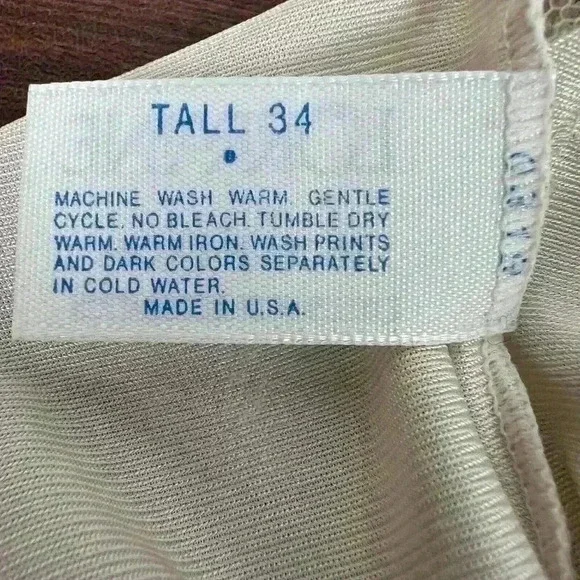 TALL 34
MACHINE WASH WARM. GENTLE
CYCLE. NO BLEACH. TUMBLE DRY
WARM. WARM IRON. WASH PRINTS
AND DARK COLORS SEPARATELY
IN COLD WATER.
MADE IN U.S.A.